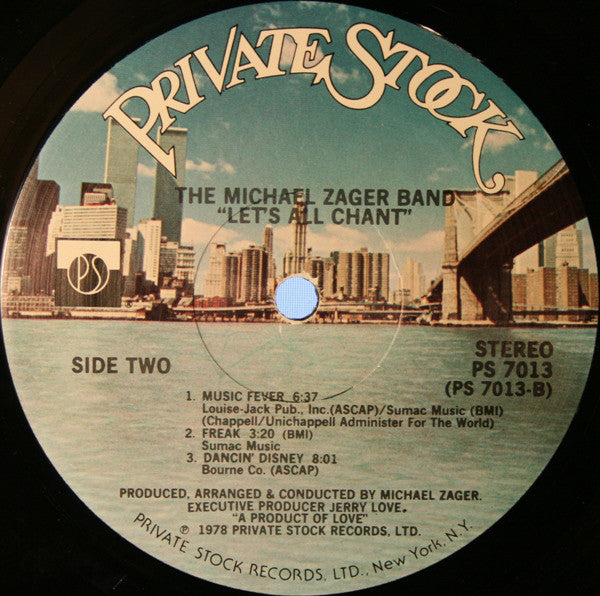 PRIVATE STOCK
THE MICHAEL ZAGER BAND
"LET'S ALL CHANT"
PS
SIDE TWO
STEREO
PS 7013
(PS 7013-B)
1. MUSIC FEVER 6:37
Louise-Jack Pub., Inc.(ASCAP)/Sumac Music (BMI)
(Chappell/Unichappell Administer For The World)
2. FREAK 3:20 (BMI)
Sumac Music
3. DANCIN' DISNEY 8:01
Bourne Co. (ASCAP)
PRODUCED, ARRANGED & CONDUCTED BY MICHAEL ZAGER.
EXECUTIVE PRODUCER JERRY LOVE.
"A PRODUCT OF LOVE"
℗ 1978 PRIVATE STOCK RECORDS, LTD.
PRIVATE STOCK RECORDS, LTD., New York, N.Y.